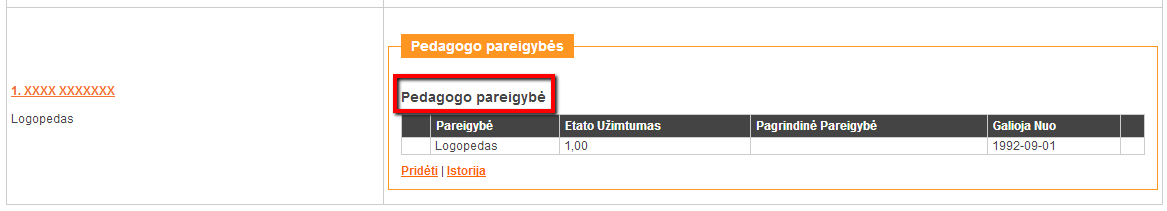 1. XXXX XXXXXXX
Logopedas
Pedagogo pareigybės
Pedagogo pareigybė
Pareigybė Etato Užimtumas Pagrindinė Pareigybė Galioja Nuo
Logopedas 1,00 1992-09-01
Pridėti | Istorija